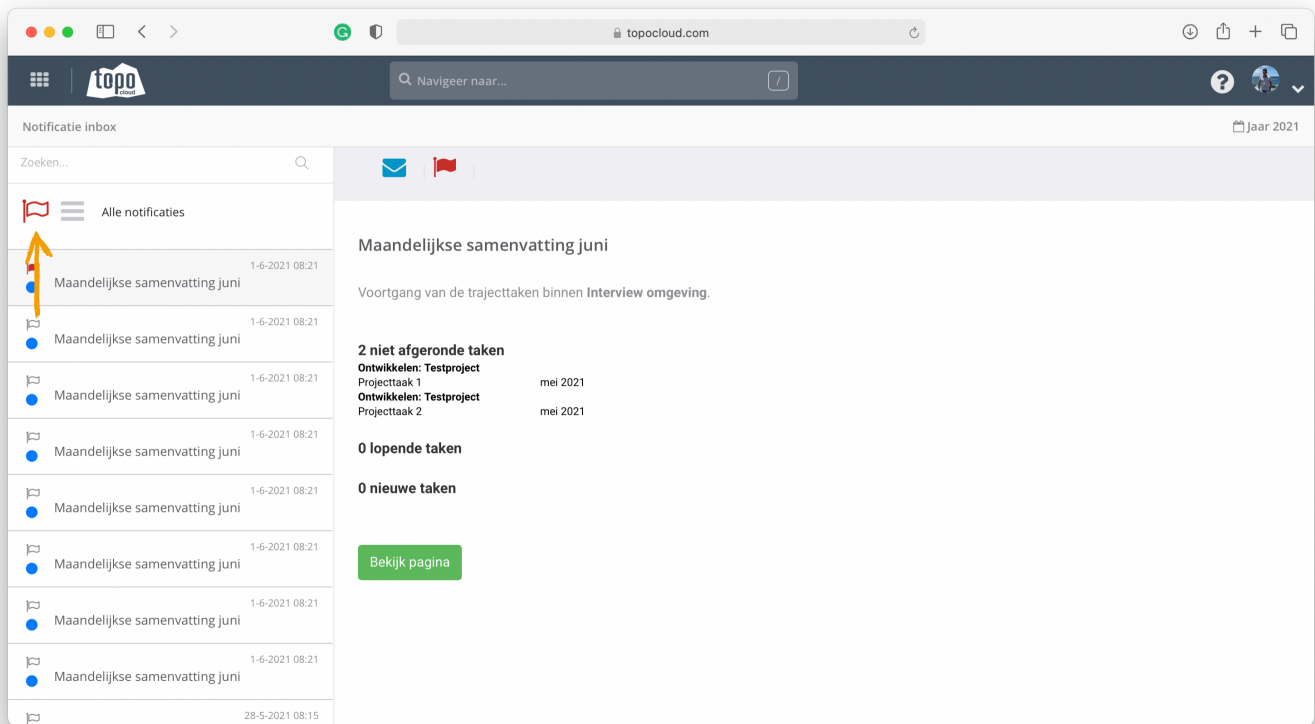 topocloud.com
topo
cloud
Navigeer naar...
/
?
Notificatie inbox
Jaar 2021
Zoeken...
Alle notificaties
1-6-2021 08:21
Maandelijkse samenvatting juni
1-6-2021 08:21
Maandelijkse samenvatting juni
1-6-2021 08:21
Maandelijkse samenvatting juni
1-6-2021 08:21
Maandelijkse samenvatting juni
1-6-2021 08:21
Maandelijkse samenvatting juni
1-6-2021 08:21
Maandelijkse samenvatting juni
1-6-2021 08:21
Maandelijkse samenvatting juni
1-6-2021 08:21
Maandelijkse samenvatting juni
28-5-2021 08:15
Maandelijkse samenvatting juni
Voortgang van de trajecttaken binnen Interview omgeving.
2 niet afgeronde taken
Ontwikkelen: Testproject
Projecttaak 1 mei 2021
Ontwikkelen: Testproject
Projecttaak 2 mei 2021
0 lopende taken
0 nieuwe taken
Bekijk pagina